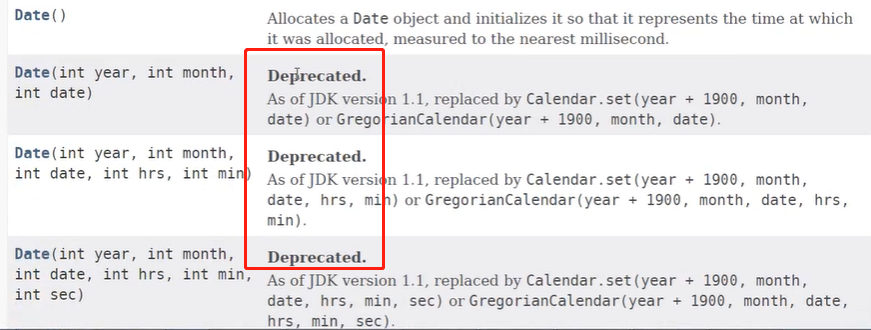 Date()
Allocates a Date object and initializes it so that it represents the time at which
it was allocated, measured to the nearest millisecond.
Date(int year, int month,
int date)
Deprecated.
As of JDK version 1.1, replaced by Calendar.set(year + 1900, month,
date) or GregorianCalendar(year + 1900, month, date).
Date(int year, int month,
int date, int hrs, int min)
Deprecated.
As of JDK version 1.1, replaced by Calendar.set(year + 1900, month,
date, hrs, min) or GregorianCalendar(year + 1900, month, date, hrs,
min).
Date(int year, int month,
int date, int hrs, int min,
int sec)
Deprecated.
As of JDK version 1.1, replaced by Calendar.set(year + 1900, month,
date, hrs, min, sec) or GregorianCalendar(year + 1900, month, date,
hrs, min, sec).